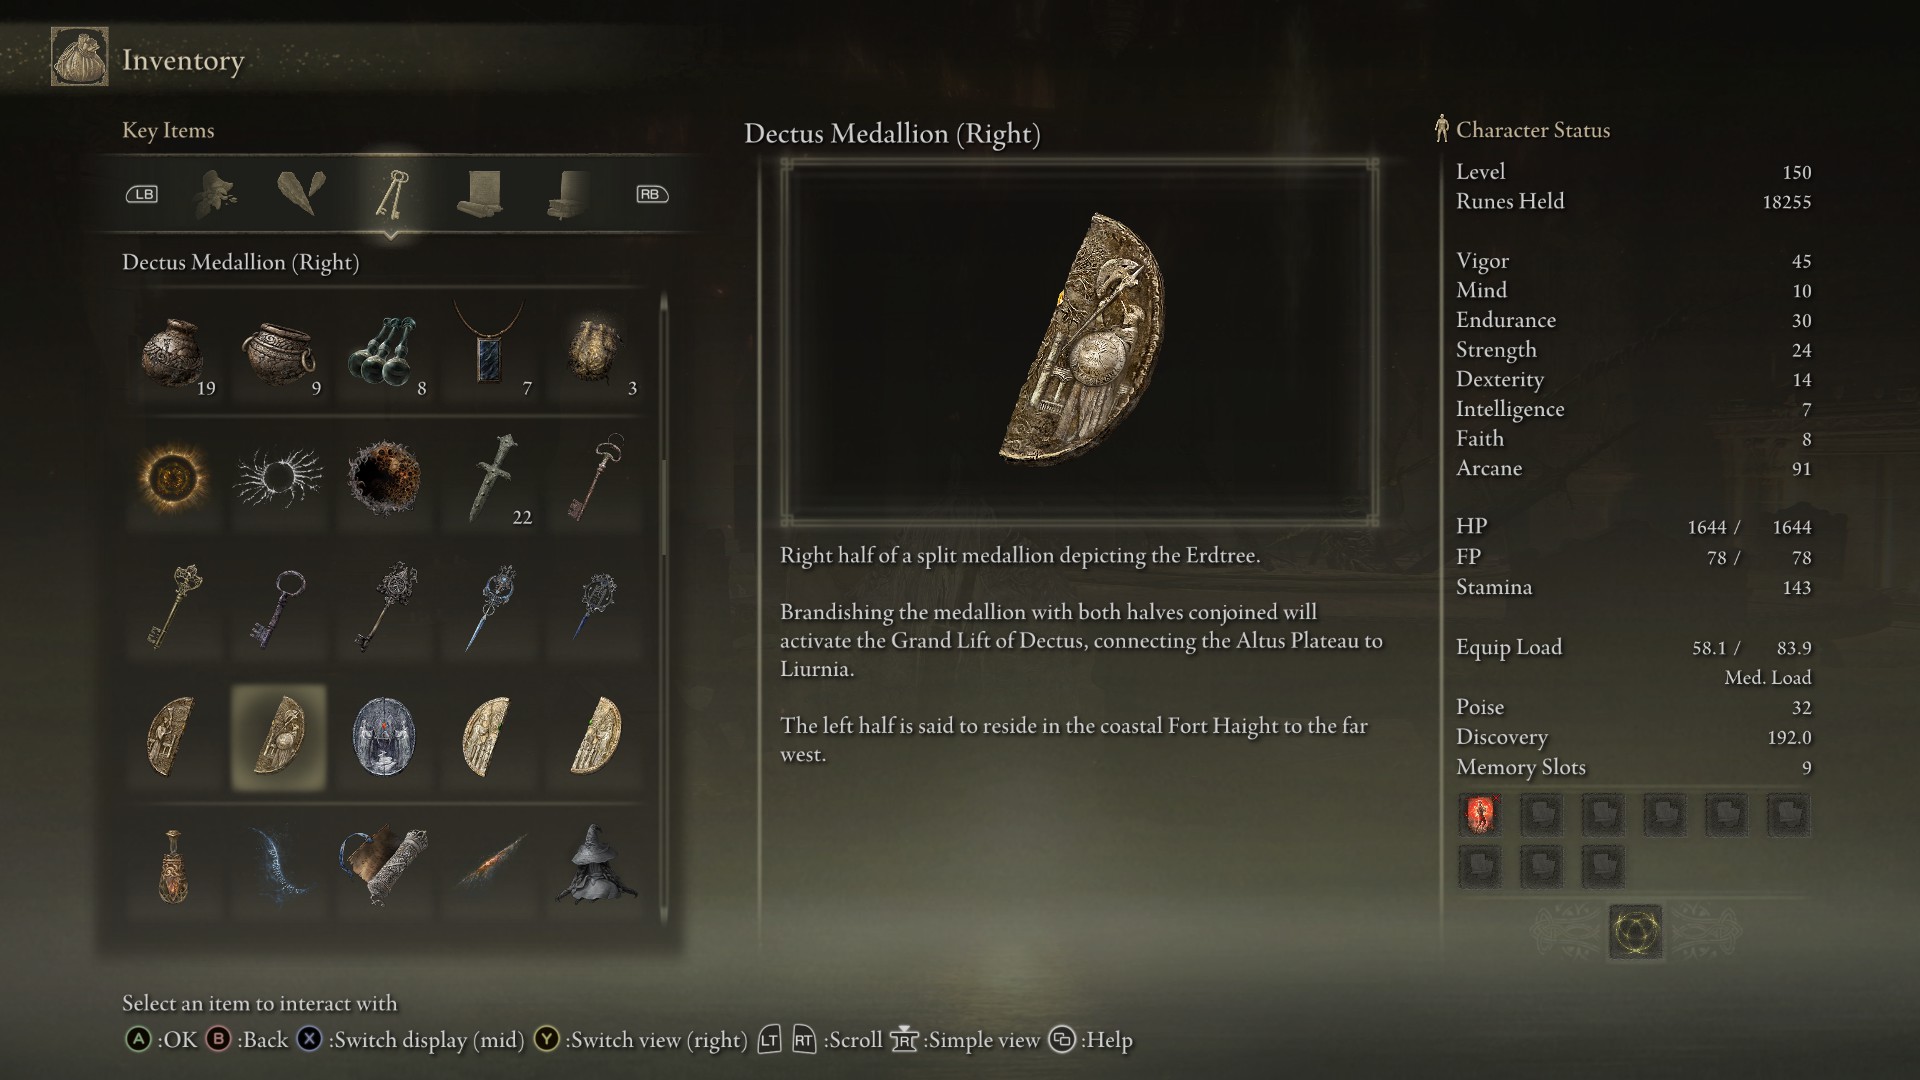 Inventory
Key Items
LB
RB
Dectus Medallion (Right)
19
9
8
7
3
22
Dectus Medallion (Right)
Right half of a split medallion depicting the Erdtree.
Brandishing the medallion with both halves conjoined will
activate the Grand Lift of Dectus, connecting the Altus Plateau to
Liurnia.
The left half is said to reside in the coastal Fort Haight to the far
west.
Character Status
Level 150
Runes Held 18255
Vigor 45
Mind 10
Endurance 30
Strength 24
Dexterity 14
Intelligence 7
Faith 8
Arcane 91
HP 1644 / 1644
FP 78 / 78
Stamina 143
Equip Load 58.1 / 83.9
Med. Load
Poise 32
Discovery 192.0
Memory Slots 9
Select an item to interact with
A :OK B :Back X :Switch display (mid) Y :Switch view (right) LT RT :Scroll R :Simple view :Help